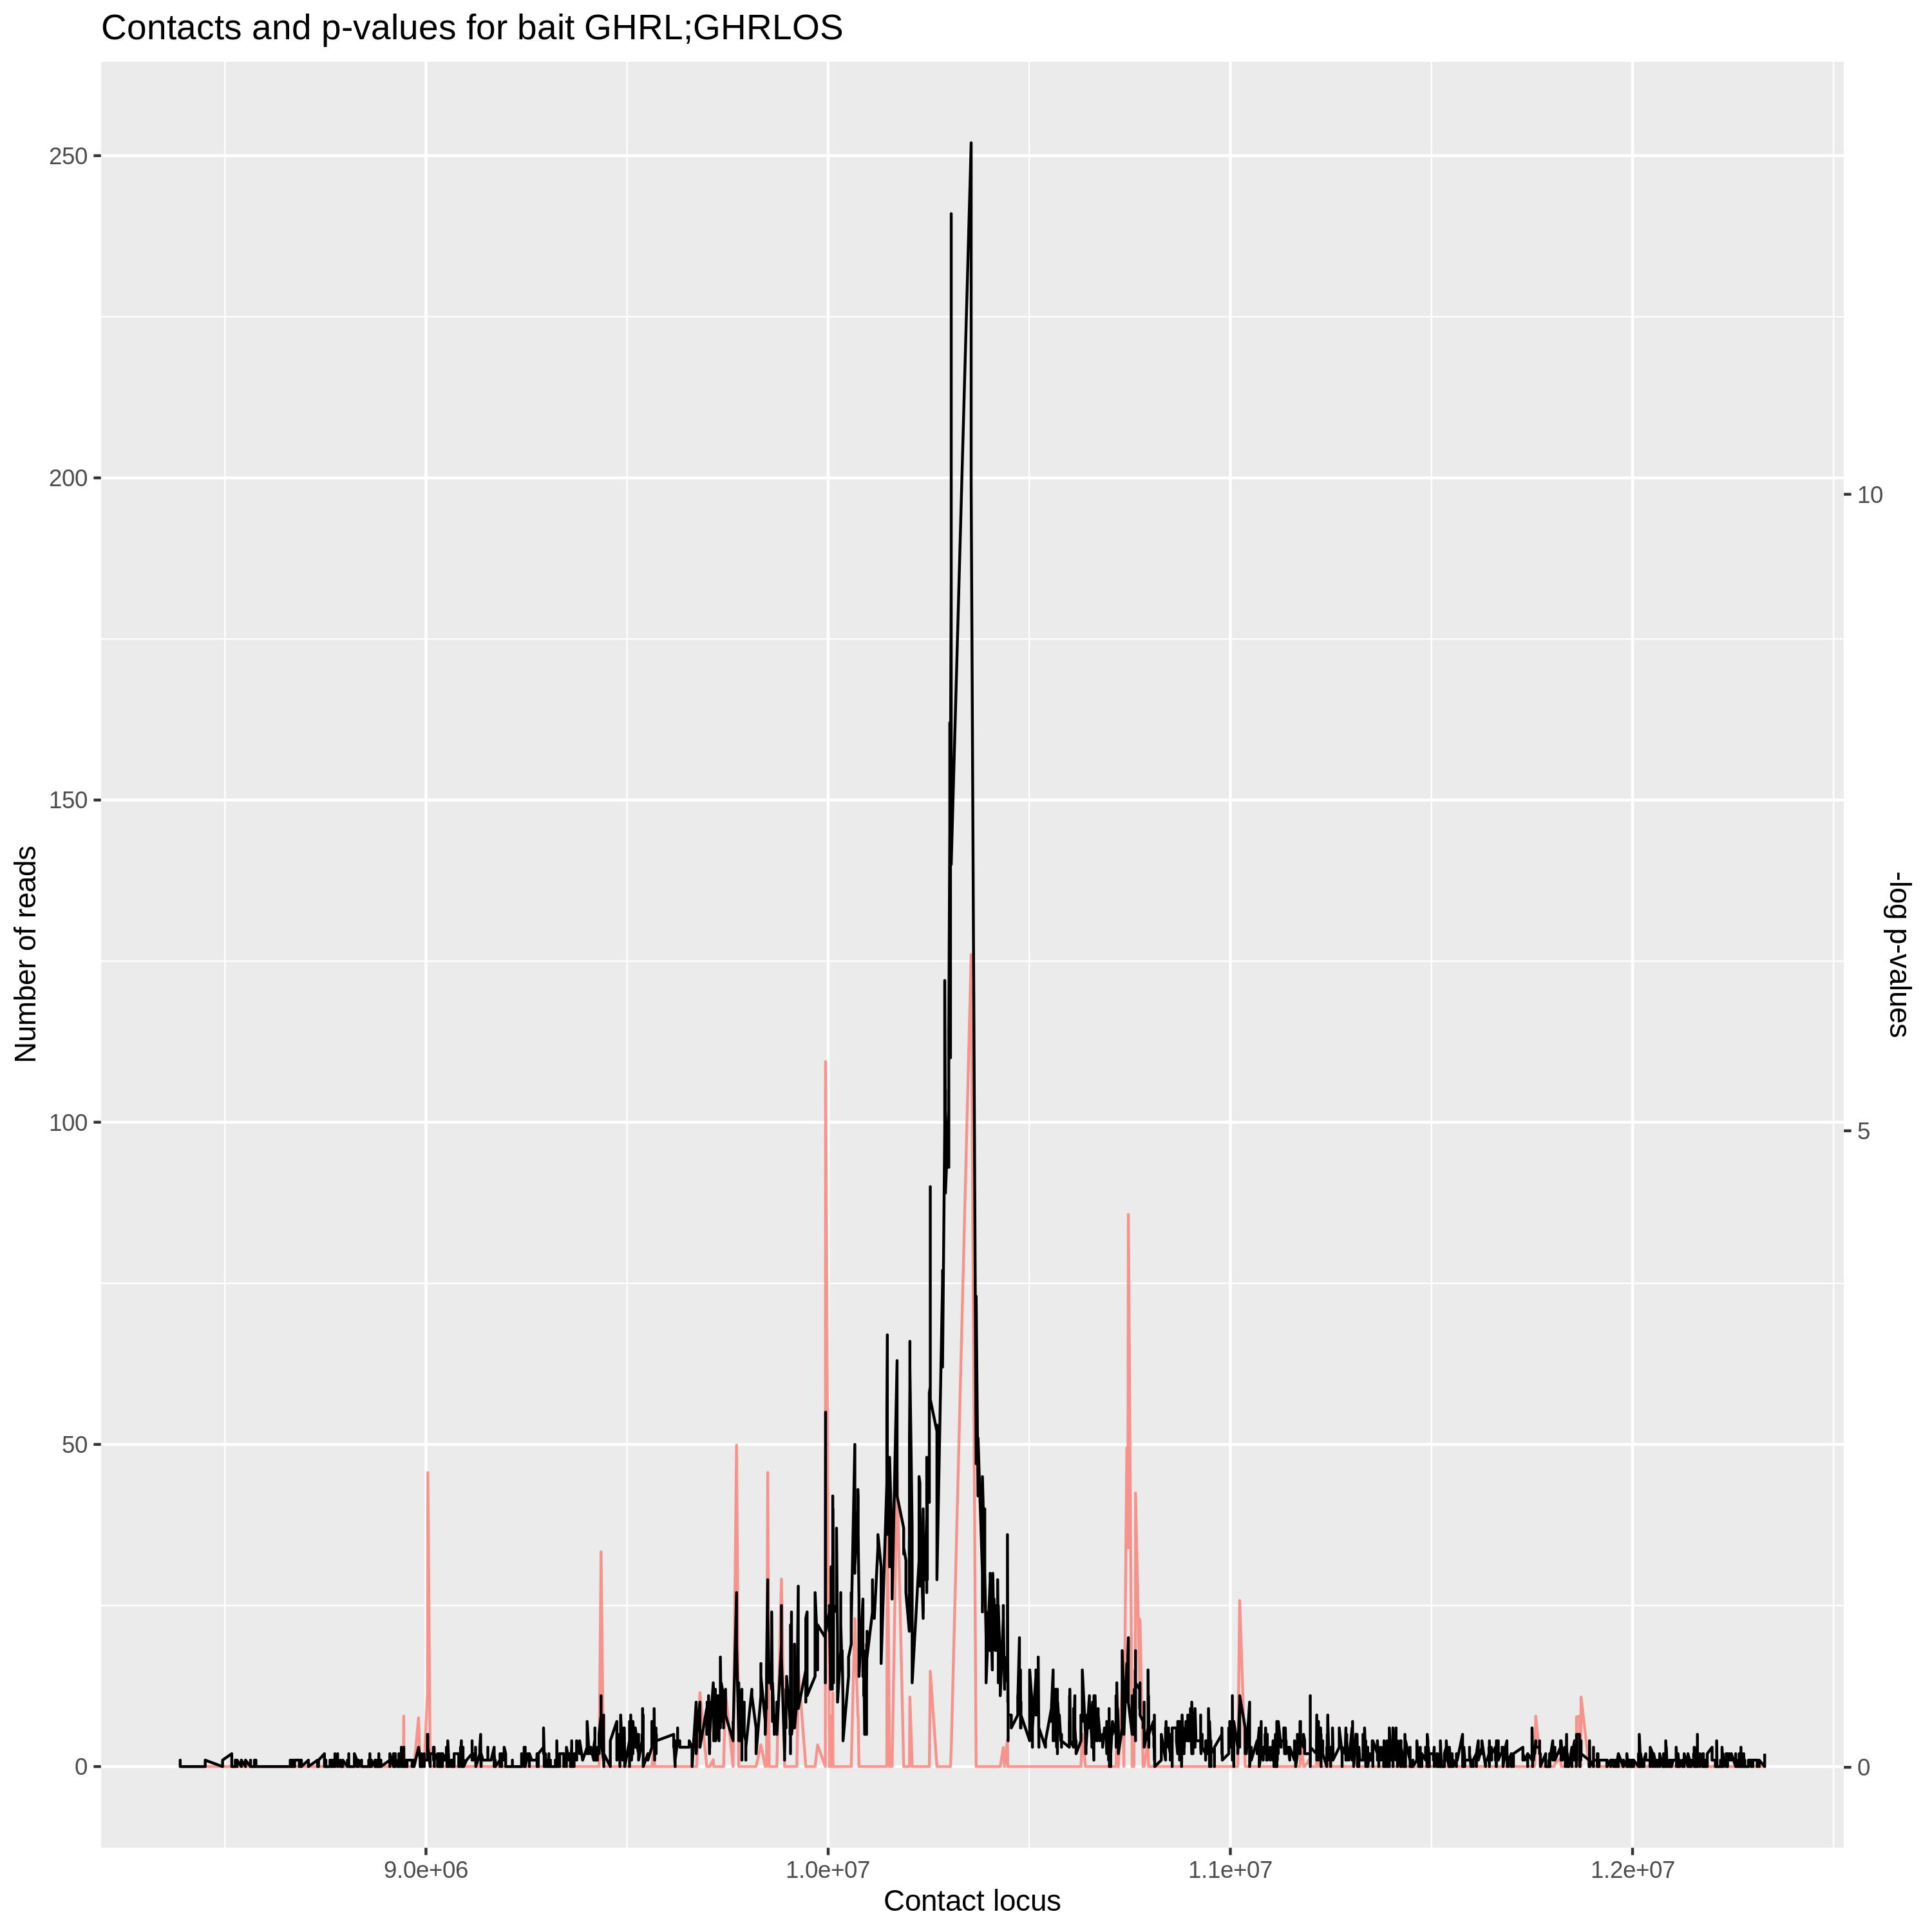 Contacts and p-values for bait GHRL;GHRLOS
250
200
150
100
50
0
Number of reads
10
5
0
-log p-values
9.0e+06
1.0e+07
1.1e+07
1.2e+07
Contact locus